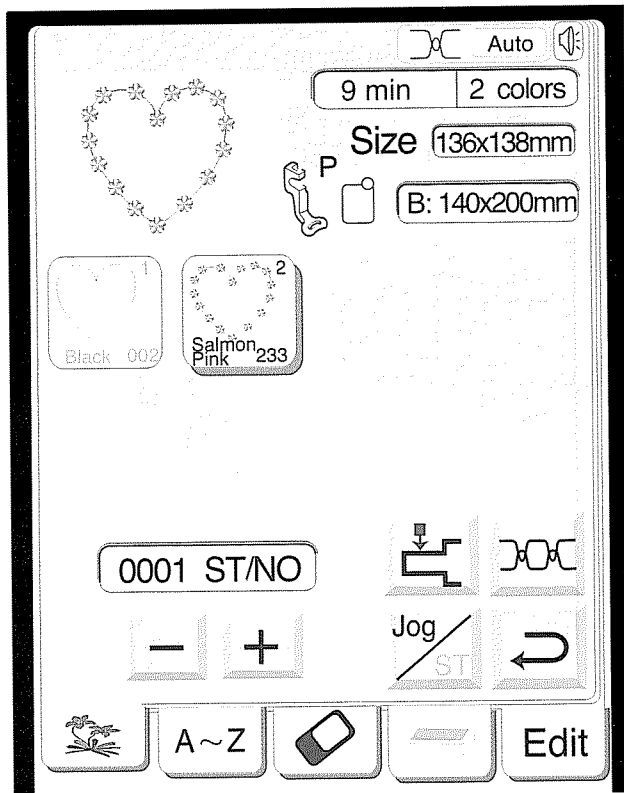 Auto
9 min 2 colors
Size 136x138mm
P
B: 140x200mm
1
Black 002
2
Salmon
Pink 233
0001 ST/NO
− +
Jog
ST
A~Z
Edit